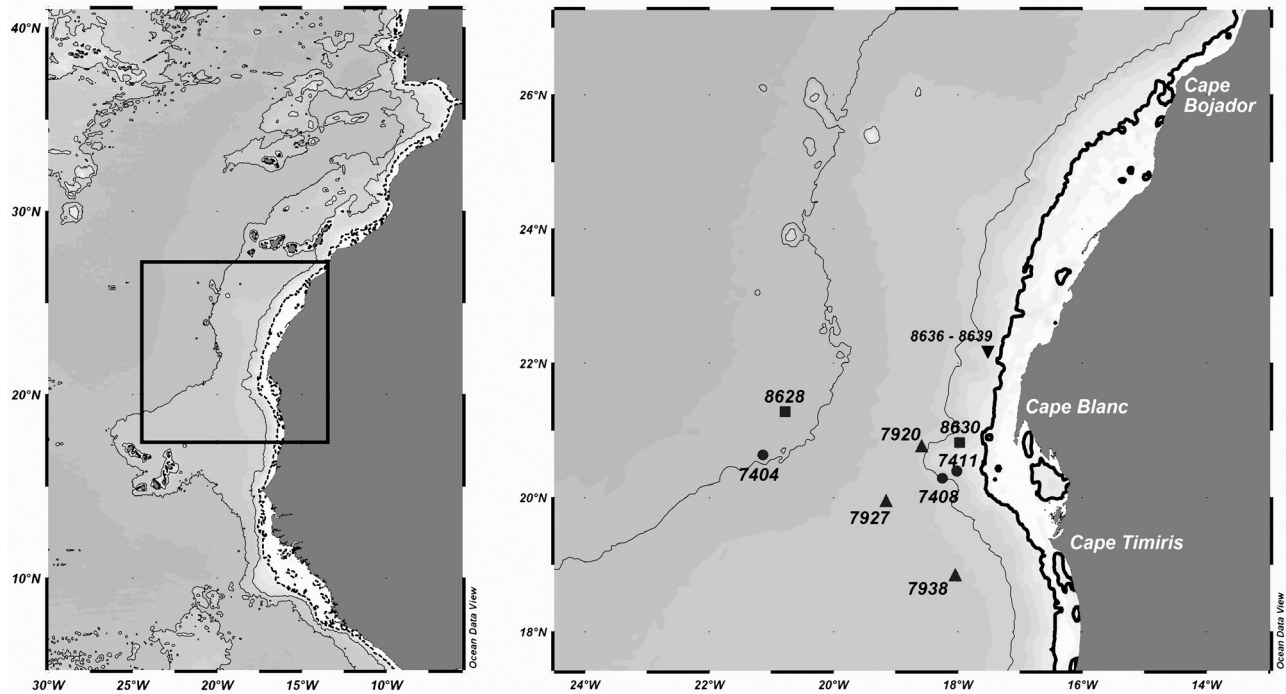 40°N
30°N
20°N
10°N
30°W
25°W
20°W
15°W
10°W
Ocean Data View
26°N
24°N
22°N
20°N
18°N
24°W
22°W
20°W
18°W
16°W
14°W
Cape
Bojador
8636 - 8639
Cape Blanc
8628
8630
7920
7411
7404
7408
7927
Cape Timiris
7938
Ocean Data View